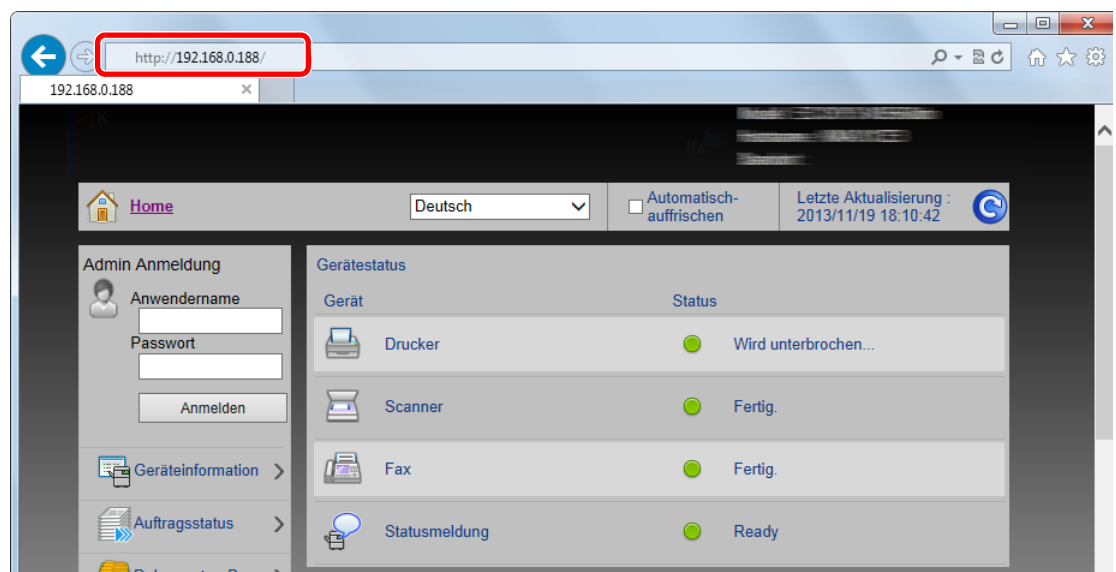 http://192.168.0.188/
192.168.0.188
Home
Deutsch
Automatisch-
auffrischen
Letzte Aktualisierung :
2013/11/19 18:10:42
Admin Anmeldung
Anwendername
Passwort
Anmelden
Geräteinformation
Auftragsstatus
Gerätestatus
Gerät Status
Drucker Wird unterbrochen...
Scanner Fertig.
Fax Fertig.
Statusmeldung Ready